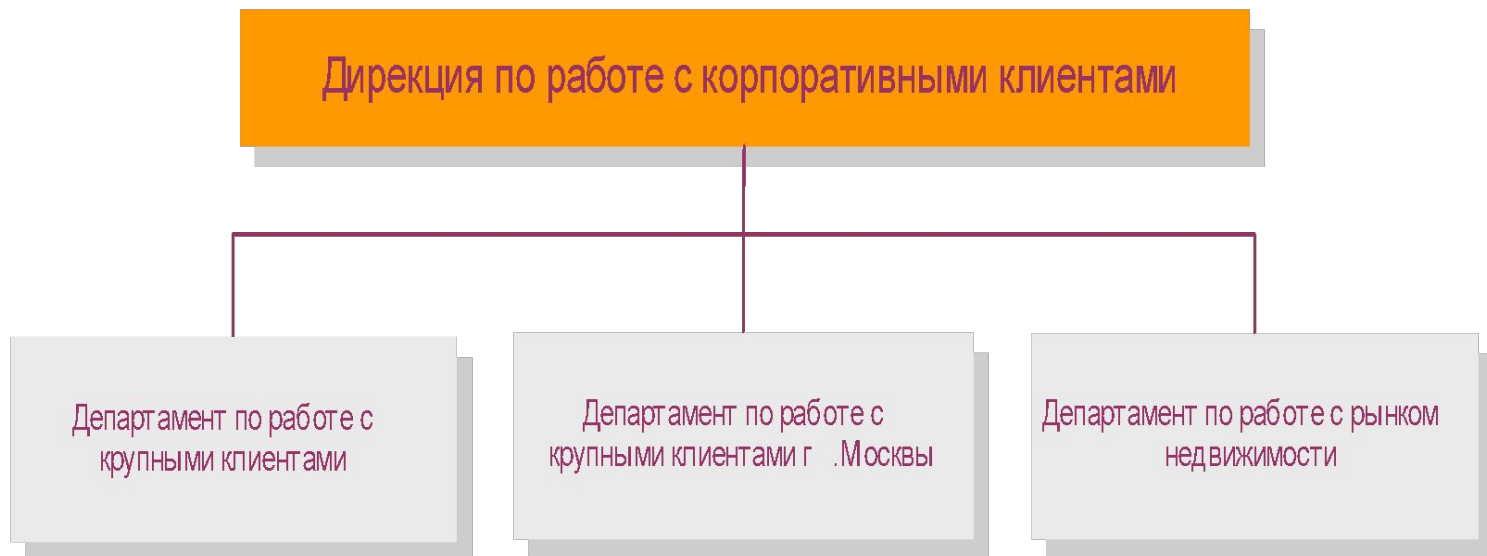 Дирекция по работе с корпоративными клиентами
Департамент по работе с
крупными клиентами
Департамент по работе с
крупными клиентами г .Москвы
Департамент по работе с рынком
недвижимости